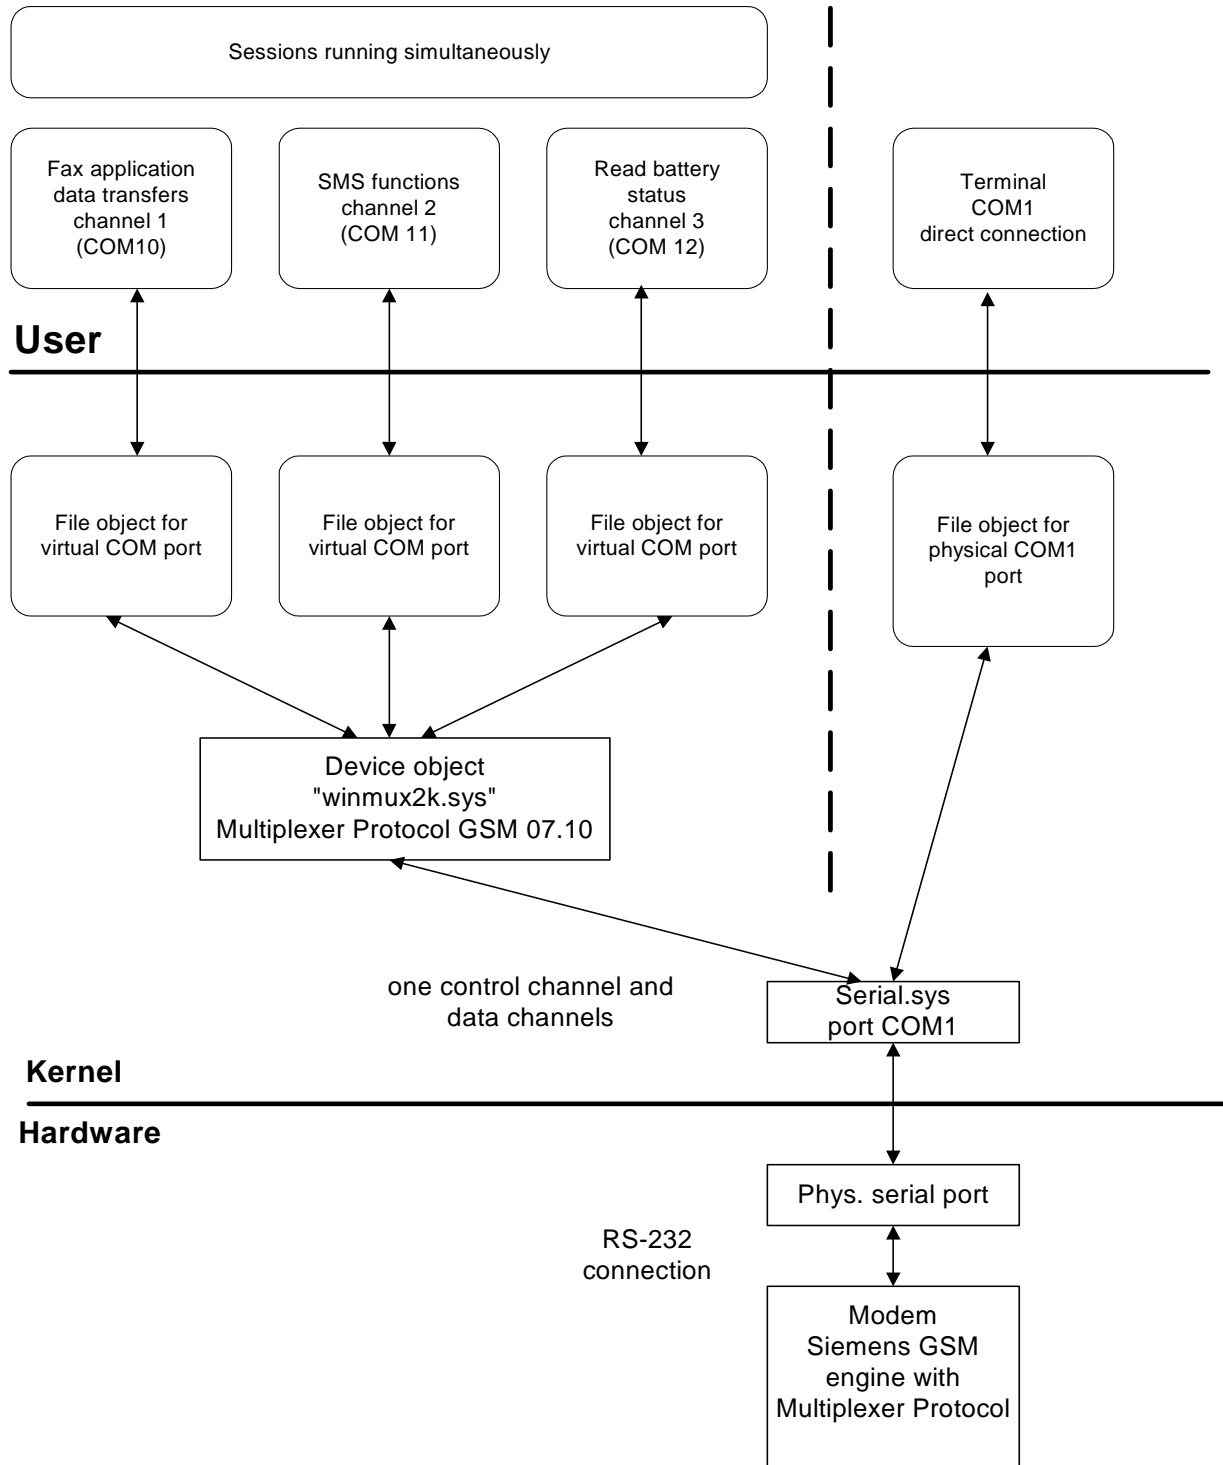 Sessions running simultaneously
Fax application
data transfers
channel 1
(COM10)
SMS functions
channel 2
(COM 11)
Read battery
status
channel 3
(COM 12)
Terminal
COM1
direct connection
User
File object for
virtual COM port
File object for
virtual COM port
File object for
virtual COM port
File object for
physical COM1
port
Device object
"winmux2k.sys"
Multiplexer Protocol GSM 07.10
one control channel and
data channels
Serial.sys
port COM1
Kernel
Hardware
Phys. serial port
RS-232
connection
Modem
Siemens GSM
engine with
Multiplexer Protocol